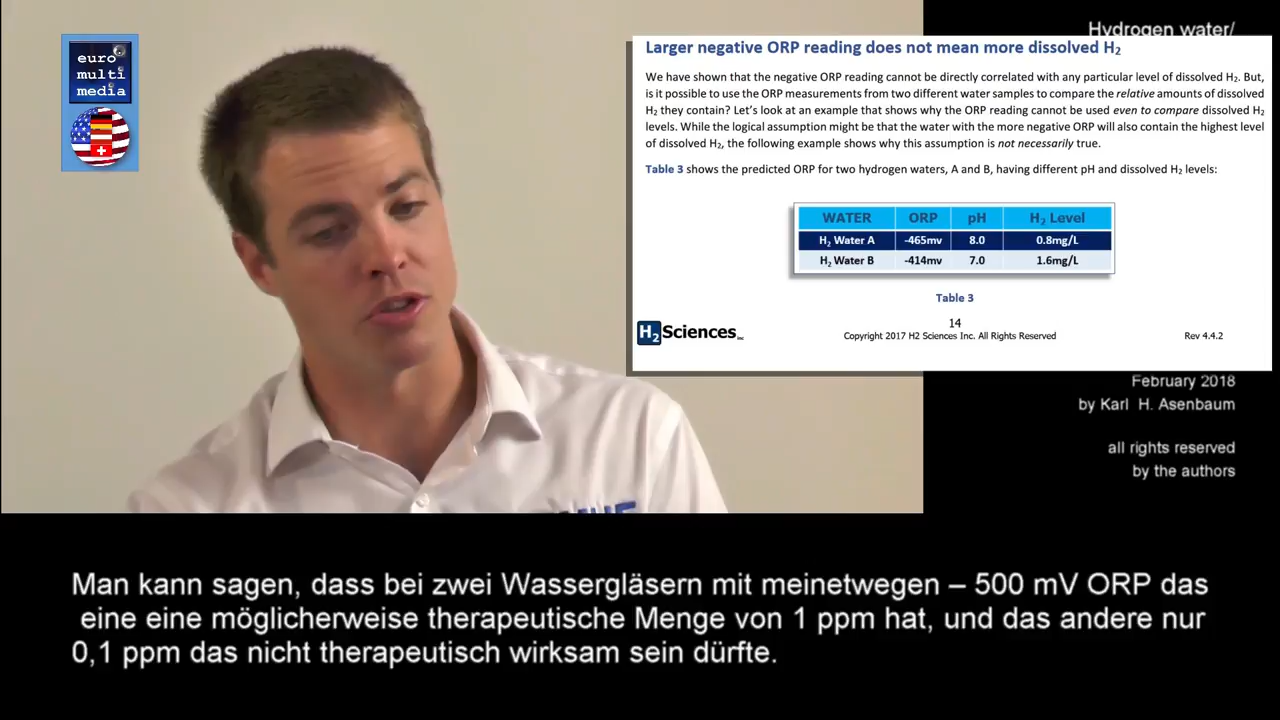 euro
multi
media
Hydrogen water/
Larger negative ORP reading does not mean more dissolved H₂
We have shown that the negative ORP reading cannot be directly correlated with any particular level of dissolved H₂. But,
is it possible to use the ORP measurements from two different water samples to compare the relative amounts of dissolved
H₂ they contain? Let's look at an example that shows why the ORP reading cannot be used even to compare dissolved H₂
levels. While the logical assumption might be that the water with the more negative ORP will also contain the highest level
of dissolved H₂, the following example shows why this assumption is not necessarily true.
Table 3 shows the predicted ORP for two hydrogen waters, A and B, having different pH and dissolved H₂ levels:
WATER ORP pH H₂ Level
H₂ Water A -465mv 8.0 0.8mg/L
H₂ Water B -414mv 7.0 1.6mg/L
Table 3
14
H₂Sciences inc
Copyright 2017 H2 Sciences Inc. All Rights Reserved
Rev 4.4.2
February 2018
by Karl H. Asenbaum
all rights reserved
by the authors
Man kann sagen, dass bei zwei Wassergläsern mit meinetwegen – 500 mV ORP das
eine eine möglicherweise therapeutische Menge von 1 ppm hat, und das andere nur
0,1 ppm das nicht therapeutisch wirksam sein dürfte.